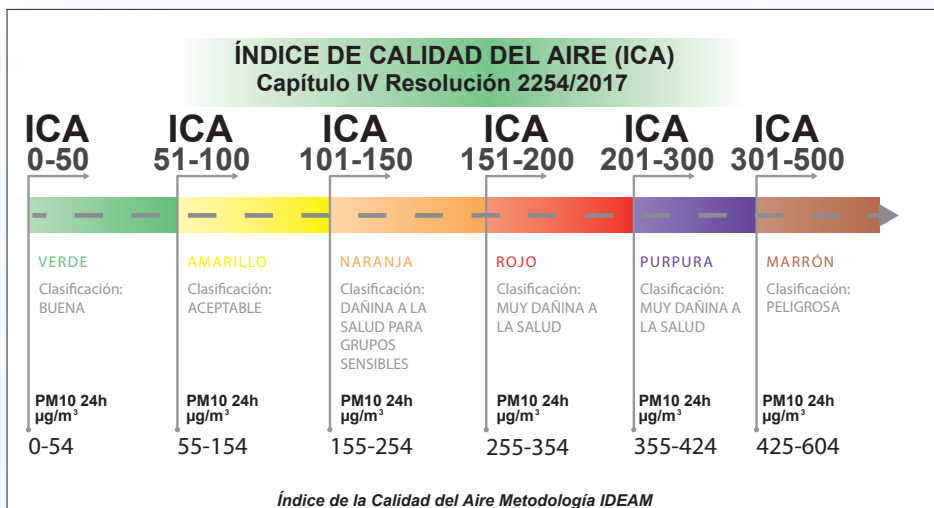 ÍNDICE DE CALIDAD DEL AIRE (ICA)
Capítulo IV Resolución 2254/2017
ICA
0-50
ICA
51-100
ICA
101-150
ICA
151-200
ICA
201-300
ICA
301-500
VERDE
Clasificación:
BUENA
AMARILLO
Clasificación:
ACEPTABLE
NARANJA
Clasificación:
DAÑINA A LA
SALUD PARA
GRUPOS
SENSIBLES
ROJO
Clasificación:
MUY DAÑINA A
LA SALUD
PURPURA
Clasificación:
MUY DAÑINA A
LA SALUD
MARRÓN
Clasificación:
PELIGROSA
PM10 24h
µg/m³
0-54
PM10 24h
µg/m³
55-154
PM10 24h
µg/m³
155-254
PM10 24h
µg/m³
255-354
PM10 24h
µg/m³
355-424
PM10 24h
µg/m³
425-604
Índice de la Calidad del Aire Metodología IDEAM